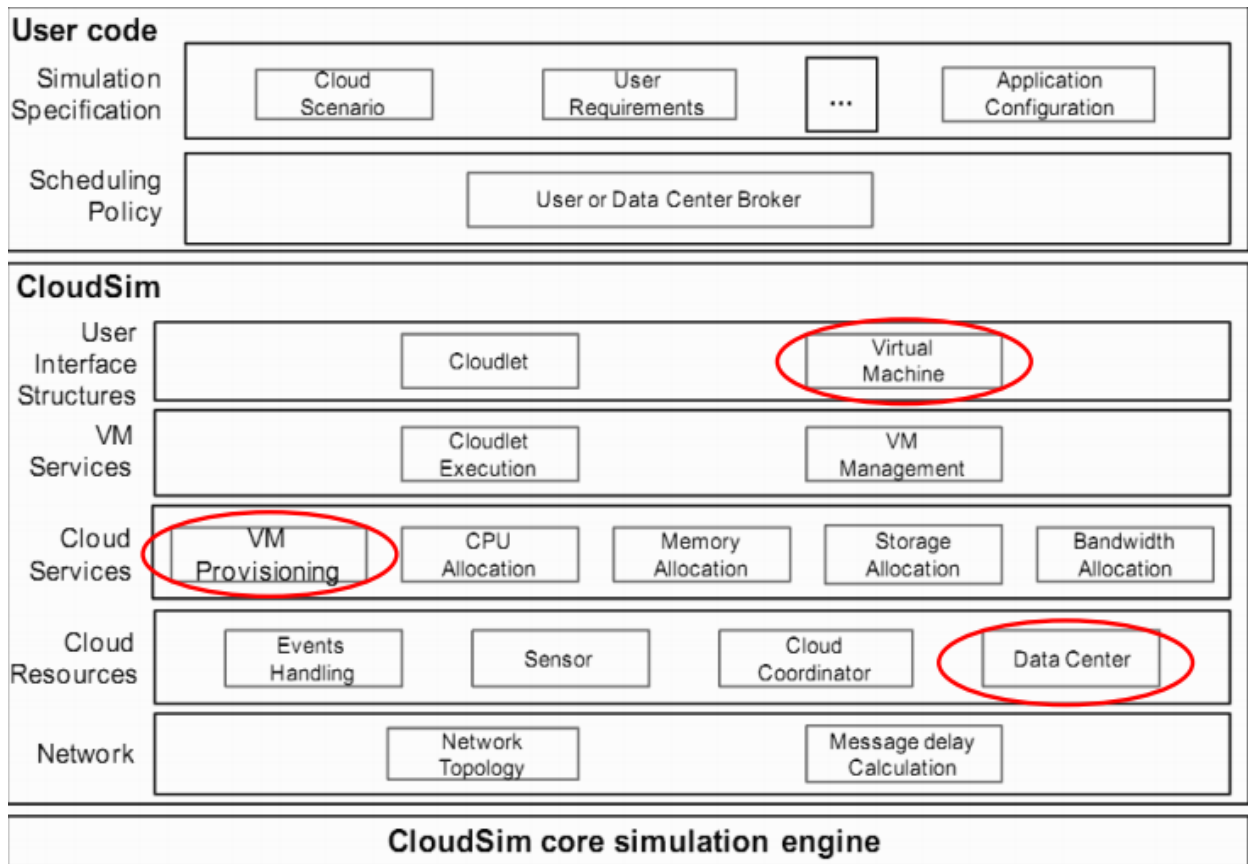 User code
Simulation
Specification
Cloud
Scenario
User
Requirements
...
Application
Configuration
Scheduling
Policy
User or Data Center Broker
CloudSim
User
Interface
Structures
Cloudlet
Virtual
Machine
VM
Services
Cloudlet
Execution
VM
Management
Cloud
Services
VM
Provisioning
CPU
Allocation
Memory
Allocation
Storage
Allocation
Bandwidth
Allocation
Cloud
Resources
Events
Handling
Sensor
Cloud
Coordinator
Data Center
Network
Network
Topology
Message delay
Calculation
CloudSim core simulation engine